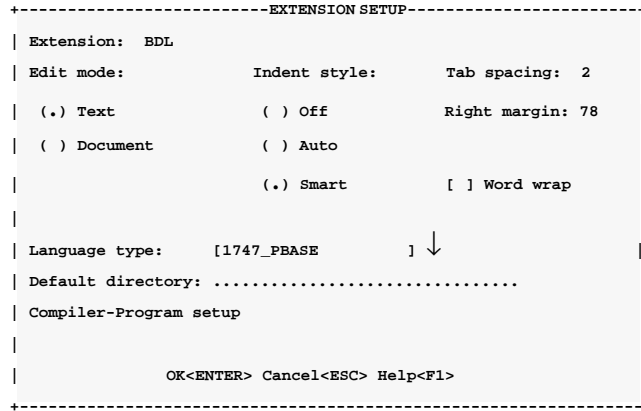 +--------------------------EXTENSION SETUP-------------------------
| Extension:  BDL
| Edit mode:             Indent style:       Tab spacing:  2
|  (.) Text               ( ) Off            Right margin: 78
|  ( ) Document           ( ) Auto
|                         (.) Smart          [ ] Word wrap
|
| Language type:     [1747_PBASE         ] ↓                    |
| Default directory: ................................
| Compiler-Program setup
|
|               OK<ENTER> Cancel<ESC> Help<F1>
+------------------------------------------------------------------